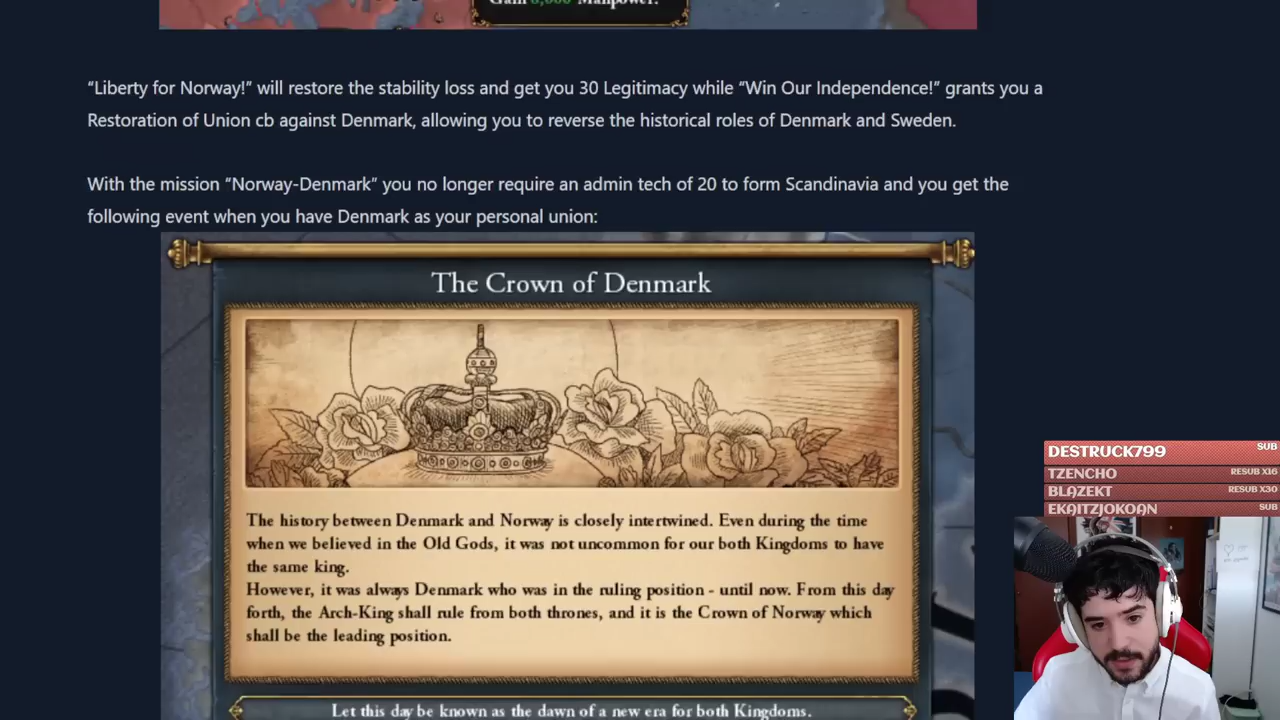 Gain 6,000 Manpower.
“Liberty for Norway!” will restore the stability loss and get you 30 Legitimacy while “Win Our Independence!” grants you a
Restoration of Union cb against Denmark, allowing you to reverse the historical roles of Denmark and Sweden.
With the mission “Norway-Denmark” you no longer require an admin tech of 20 to form Scandinavia and you get the
following event when you have Denmark as your personal union:
The Crown of Denmark
The history between Denmark and Norway is closely intertwined. Even during the time
when we believed in the Old Gods, it was not uncommon for our both Kingdoms to have
the same king.
However, it was always Denmark who was in the ruling position - until now. From this day
forth, the Arch-King shall rule from both thrones, and it is the Crown of Norway which
shall be the leading position.
Let this day be known as the dawn of a new era for both Kingdoms.
DESTRUCK799 SUB
TZENCHO RESUB X16
BLAZEKT RESUB X30
EKAITZJOKOAN SUB